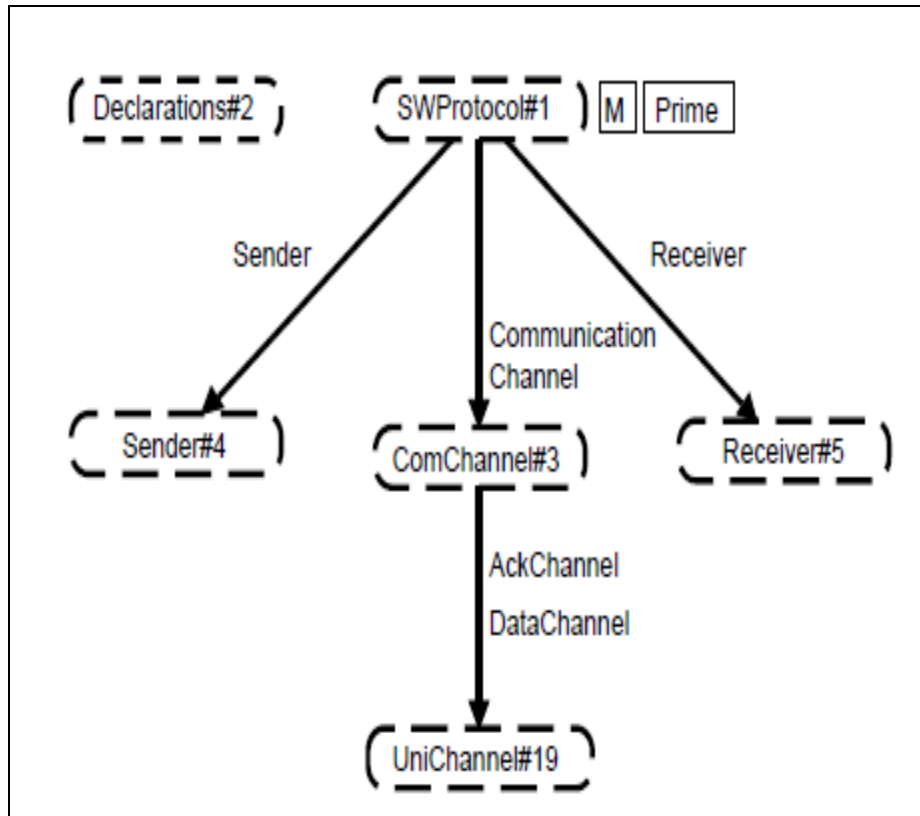 Declarations#2
SWProtocol#1
M
Prime
Sender
Receiver
Communication
Channel
Sender#4
ComChannel#3
Receiver#5
AckChannel
DataChannel
UniChannel#19